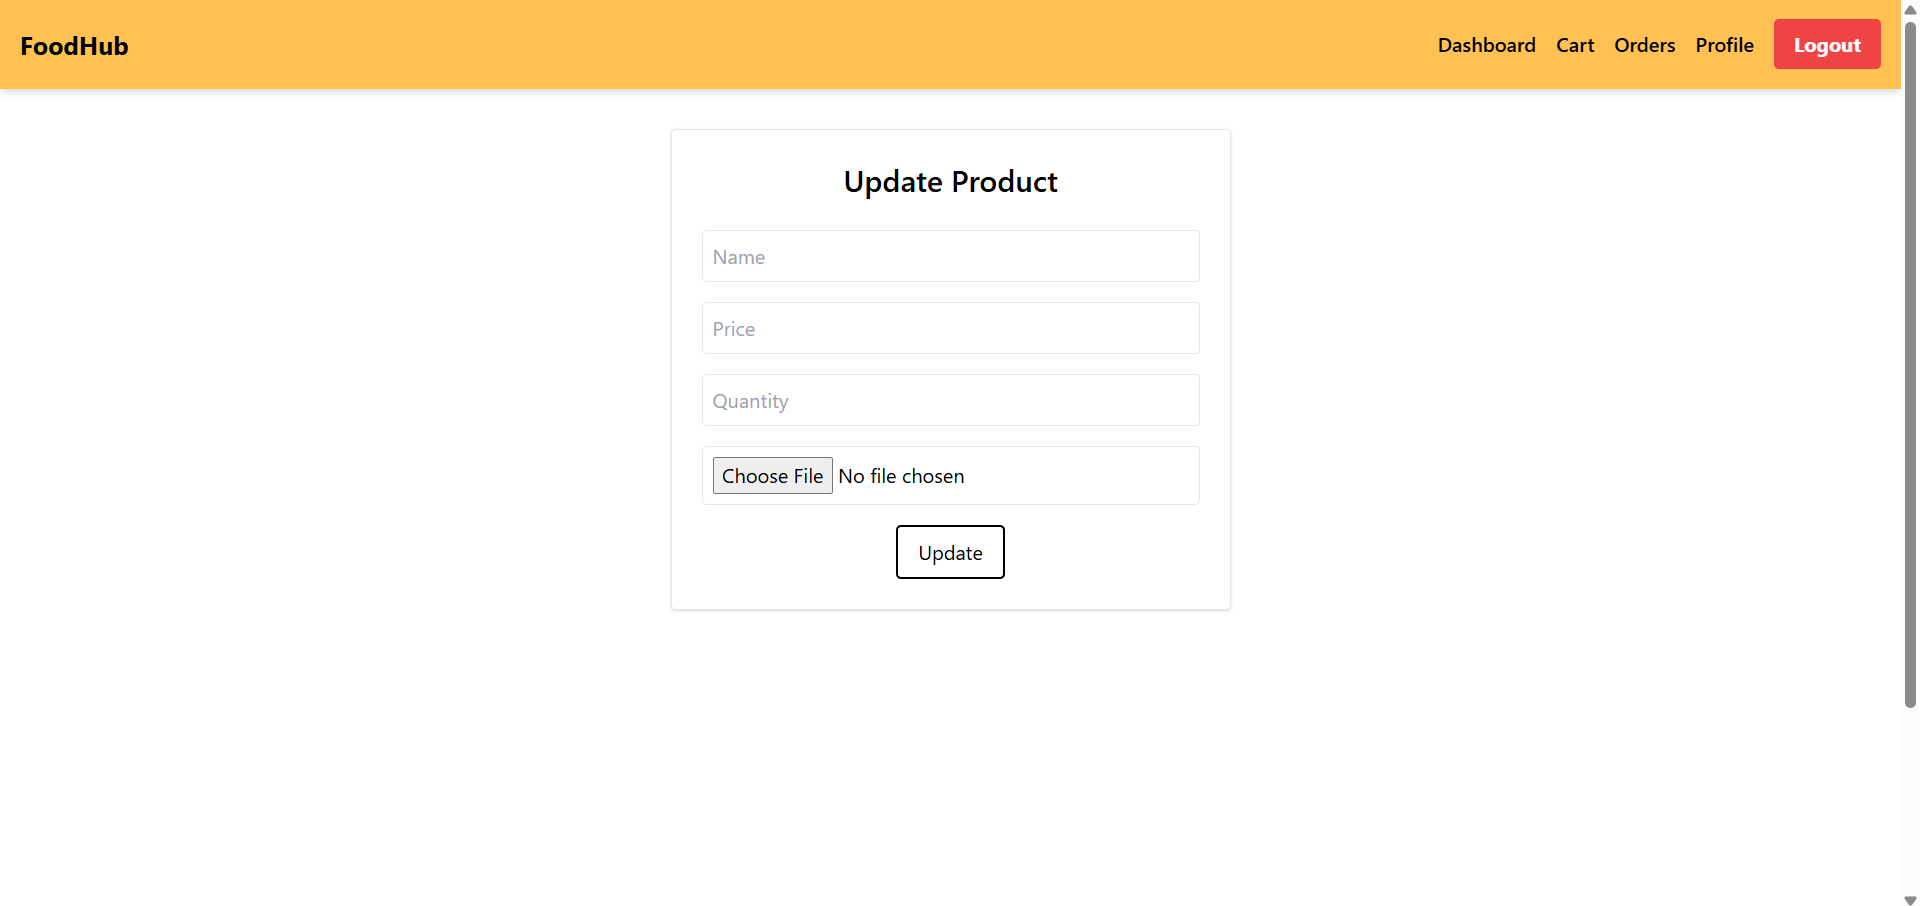 FoodHub
Dashboard Cart Orders Profile Logout
Update Product
Name
Price
Quantity
Choose File No file chosen
Update